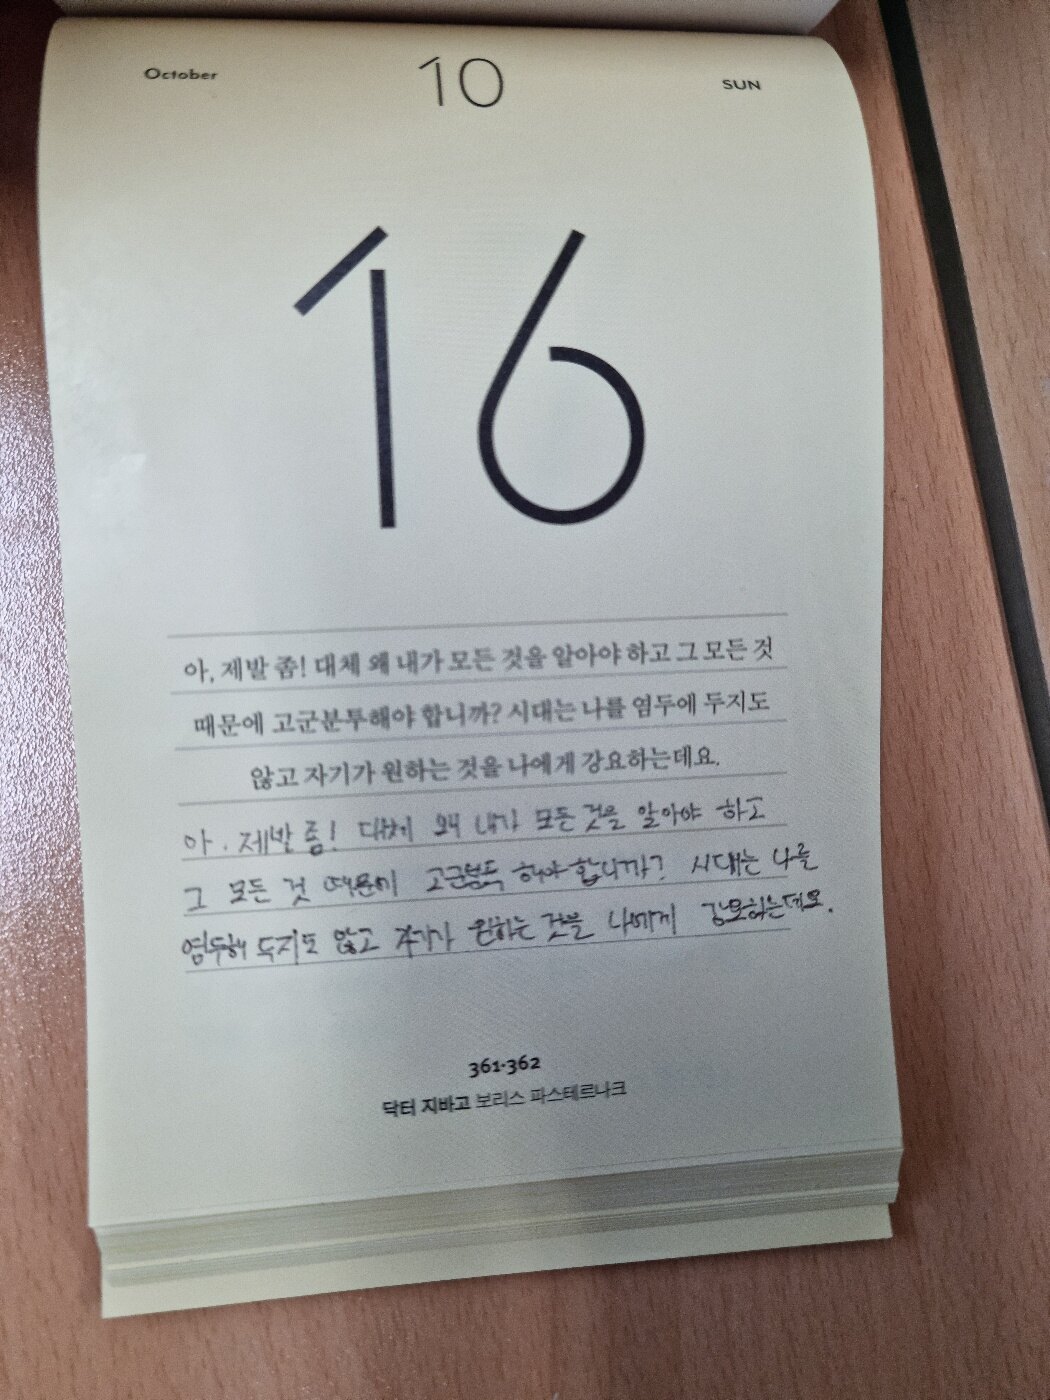 October 10 SUN
16
아, 제발 좀! 대체 왜 내가 모든 것을 알아야 하고 그 모든 것
때문에 고군분투해야 합니까? 시대는 나를 염두에 두지도
않고 자기가 원하는 것을 나에게 강요하는데요.
아. 제발 좀! 대체 왜 내가 모든 것을 알아야 하고
그 모든 것 때문에 고군분독 해야 합니까? 시대는 나를
염두해 두지도 않고 자기가 원하는 것을 나에게 강요하는데요.
361·362
닥터 지바고 보리스 파스테르나크